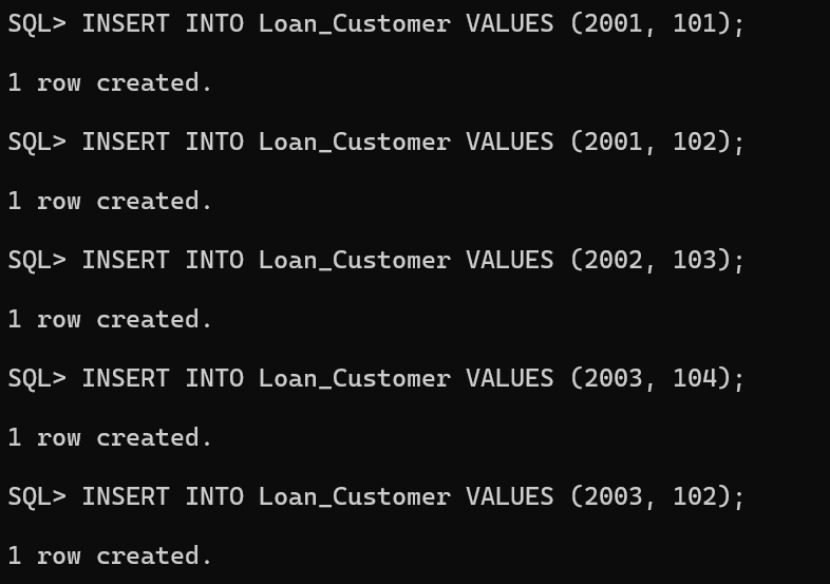 SQL> INSERT INTO Loan_Customer VALUES (2001, 101);
1 row created.
SQL> INSERT INTO Loan_Customer VALUES (2001, 102);
1 row created.
SQL> INSERT INTO Loan_Customer VALUES (2002, 103);
1 row created.
SQL> INSERT INTO Loan_Customer VALUES (2003, 104);
1 row created.
SQL> INSERT INTO Loan_Customer VALUES (2003, 102);
1 row created.